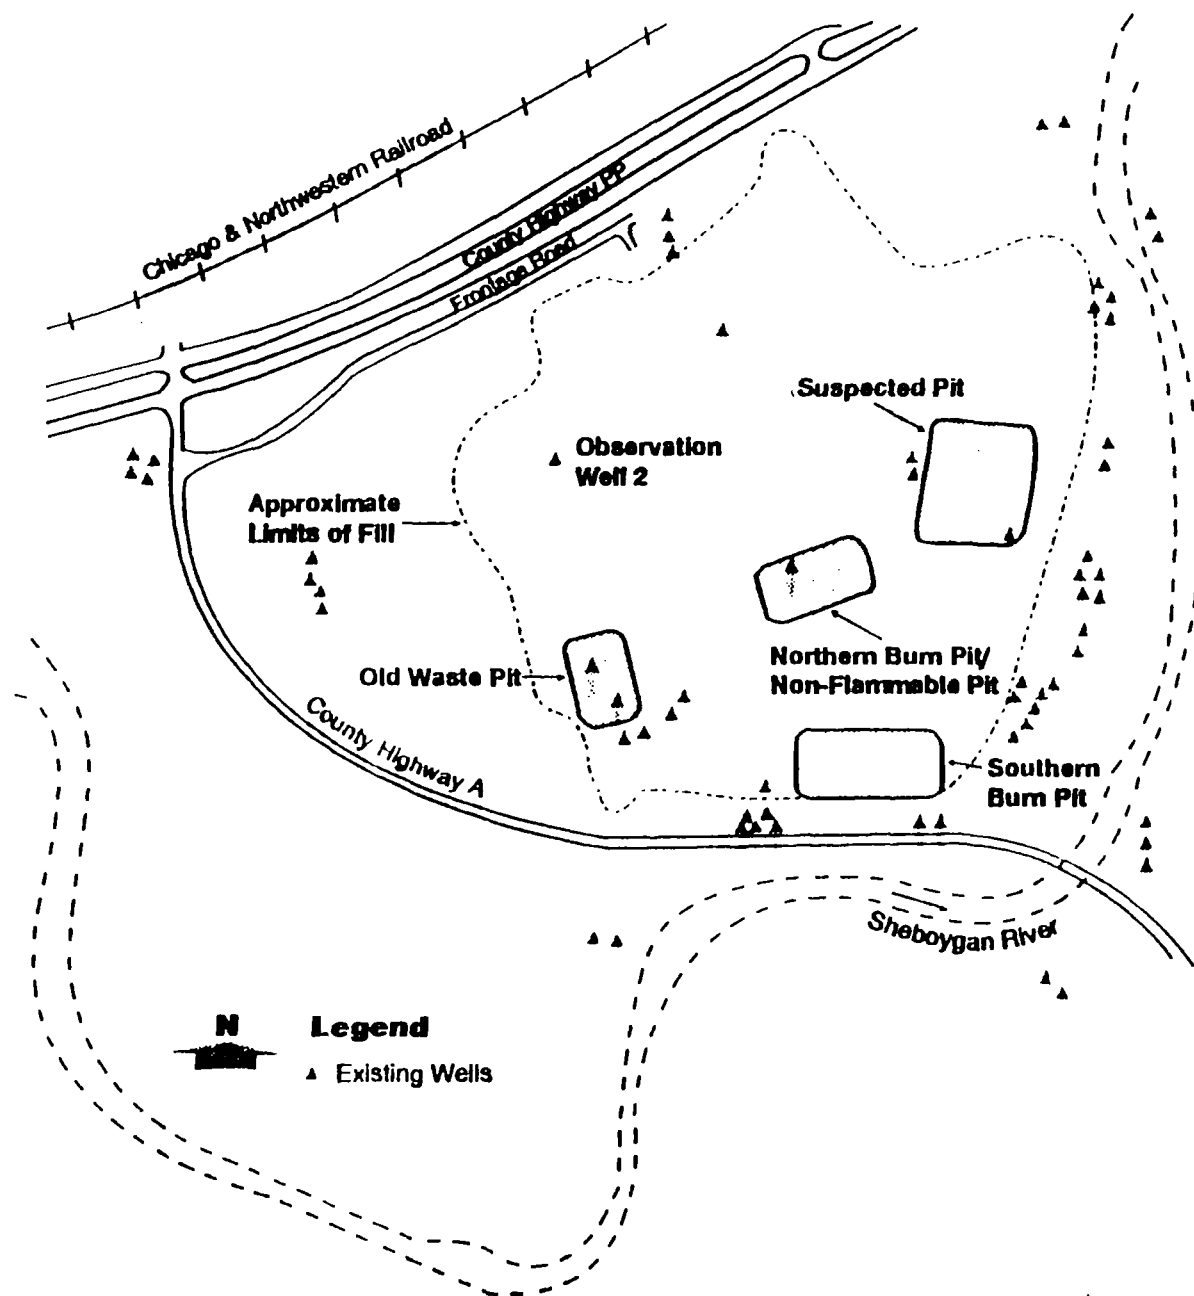 Chicago & Northwestern Railroad
County Highway PP
Frontage Road
Suspected Pit
Observation
Well 2
Approximate
Limits of Fill
Old Waste Pit
Northern Burn Pit/
Non-Flammable Pit
County Highway A
Southern
Burn Pit
Sheboygan River
N
Legend
Existing Wells